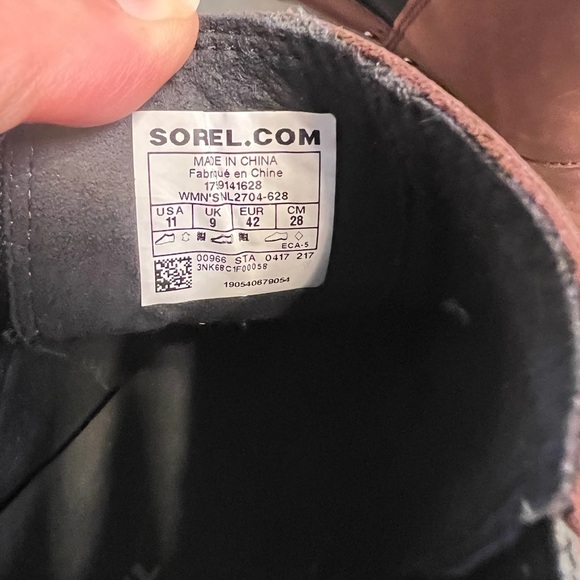 SOREL.COM
MADE IN CHINA
Fabriqué en Chine
1799141628
WMN'S NL2704-628
USA UK EUR CM
11 9 42 28
ECA-5
00966 STA 0417 217
3NK68C1F00058
190540679054